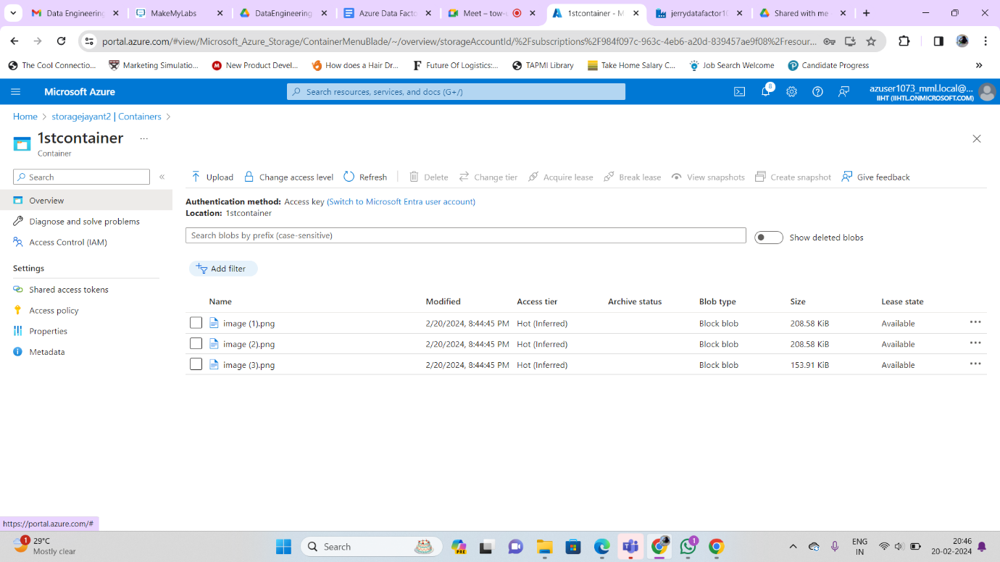 Data Engineering
MakeMyLabs
DataEngineering
Azure Data Facto
Meet – tow-
1stcontainer - M
jerrydatafactor10
Shared with me
portal.azure.com/#view/Microsoft_Azure_Storage/ContainerMenuBlade/~/overview/storageAccountId/%2Fsubscriptions%2F984f097c-963c-4eb6-a20d-839457ae9f08%2Fresour...
The Cool Connectio...
Marketing Simulatio...
New Product Devel...
How does a Hair Dr...
Future Of Logistics:...
TAPMI Library
Take Home Salary C...
Job Search Welcome
Candidate Progress
»
Microsoft Azure
Search resources, services, and docs (G+/)
8
azuser1073_mml.local@...
IIHT (IIHTL.ONMICROSOFT.COM)
Home > storagejayant2 | Containers >
1stcontainer ...
Container
Search
«
Upload
Change access level
Refresh
Delete
Change tier
Acquire lease
Break lease
View snapshots
Create snapshot
Give feedback
Overview
Diagnose and solve problems
Access Control (IAM)
Settings
Shared access tokens
Access policy
Properties
Metadata
Authentication method: Access key (Switch to Microsoft Entra user account)
Location: 1stcontainer
Search blobs by prefix (case-sensitive)
Show deleted blobs
Add filter
Name Modified Access tier Archive status Blob type Size Lease state
image (1).png 2/20/2024, 8:44:45 PM Hot (Inferred) Block blob 208.58 KiB Available ...
image (2).png 2/20/2024, 8:44:45 PM Hot (Inferred) Block blob 208.58 KiB Available ...
image (3).png 2/20/2024, 8:44:45 PM Hot (Inferred) Block blob 153.91 KiB Available ...
https://portal.azure.com/#
1
29°C
Mostly clear
Search
PRE
1
ENG
IN
20:46
20-02-2024